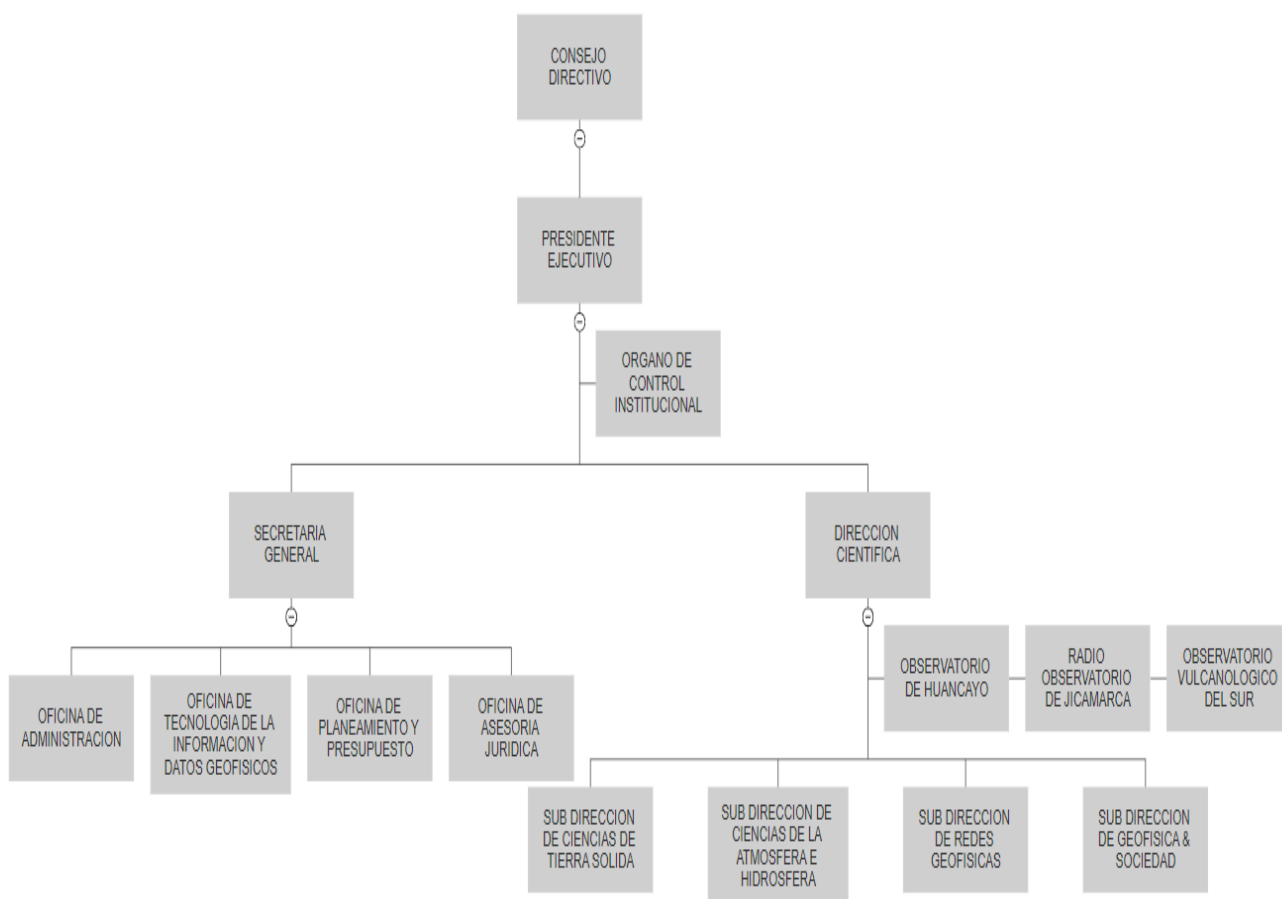 CONSEJO
DIRECTIVO
PRESIDENTE
EJECUTIVO
ORGANO DE
CONTROL
INSTITUCIONAL
SECRETARIA
GENERAL
DIRECCION
CIENTIFICA
OBSERVATORIO
DE HUANCAYO
RADIO
OBSERVATORIO
DE JICAMARCA
OBSERVATORIO
VULCANOLOGICO
DEL SUR
OFICINA DE
ADMINISTRACION
OFICINA DE
TECNOLOGIA DE LA
INFORMACION Y
DATOS GEOFISICOS
OFICINA DE
PLANEAMIENTO Y
PRESUPUESTO
OFICINA DE
ASESORIA
JURIDICA
SUB DIRECCION
DE CIENCIAS DE
TIERRA SOLIDA
SUB DIRECCION DE
CIENCIAS DE LA
ATMOSFERA E
HIDROSFERA
SUB DIRECCION
DE REDES
GEOFISICAS
SUB DIRECCION
DE GEOFISICA &
SOCIEDAD